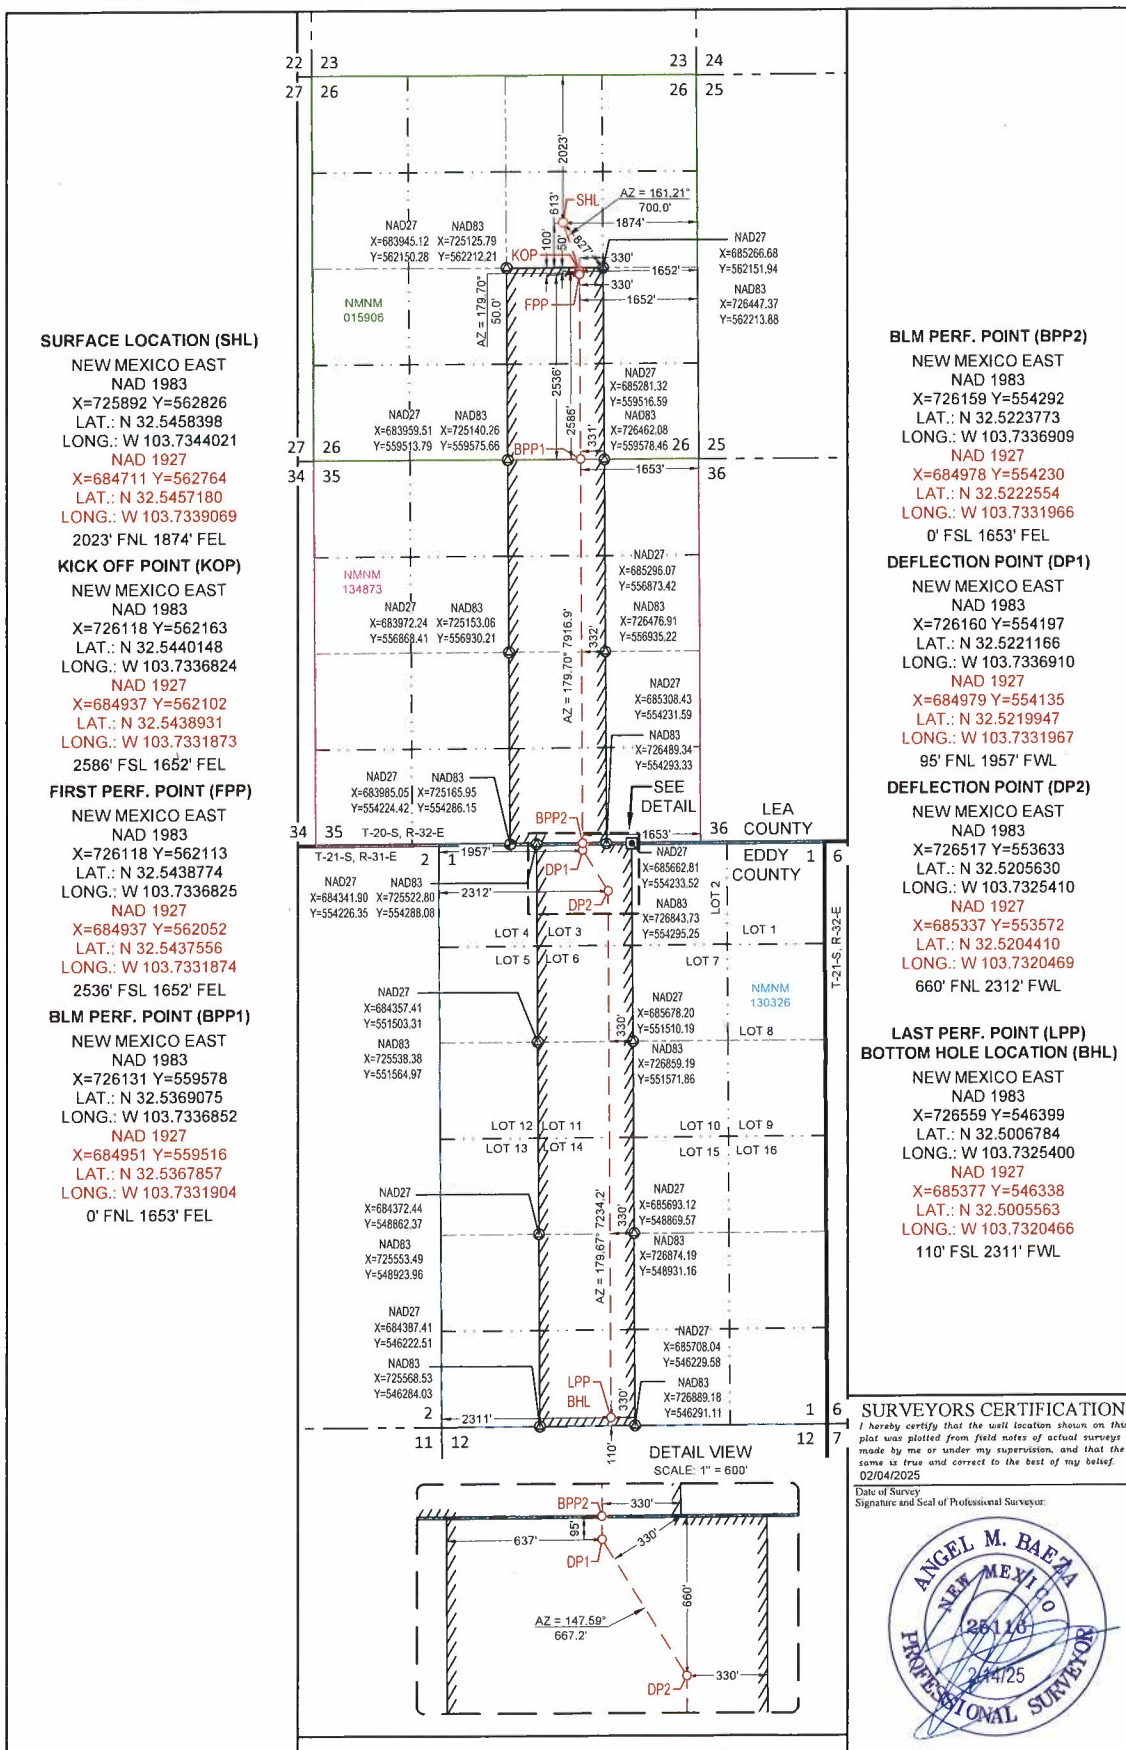 SURFACE LOCATION (SHL)
NEW MEXICO EAST
NAD 1983
X=725892 Y=562826
LAT.: N 32.5458398
LONG.: W 103.7344021
NAD 1927
X=684711 Y=562764
LAT.: N 32.5457180
LONG.: W 103.7339069
2023' FNL 1874' FEL
KICK OFF POINT (KOP)
NEW MEXICO EAST
NAD 1983
X=726118 Y=562163
LAT.: N 32.5440148
LONG.: W 103.7336824
NAD 1927
X=684937 Y=562102
LAT.: N 32.5438931
LONG.: W 103.7331873
2586' FSL 1652' FEL
FIRST PERF. POINT (FPP)
NEW MEXICO EAST
NAD 1983
X=726118 Y=562113
LAT.: N 32.5438774
LONG.: W 103.7336825
NAD 1927
X=684937 Y=562052
LAT.: N 32.5437556
LONG.: W 103.7331874
2536' FSL 1652' FEL
BLM PERF. POINT (BPP1)
NEW MEXICO EAST
NAD 1983
X=726131 Y=559578
LAT.: N 32.5369075
LONG.: W 103.7336852
NAD 1927
X=684951 Y=559516
LAT.: N 32.5367857
LONG.: W 103.7331904
0' FNL 1653' FEL
22 23
23 24
27 26
26 25
2023'
SHL
AZ = 161.21°
700.0'
613'
1874'
100'
50'
827'
330'
KOP
1652'
330'
FPP
1652'
NAD27 NAD83
X=683945.12 X=725125.79
Y=562150.28 Y=562212.21
NAD27
X=685266.68
Y=562151.94
NAD83
X=726447.37
Y=562213.88
NMNM
015906
AZ = 179.70°
50.0'
2536'
2586'
NAD27
X=685281.32
Y=559516.59
NAD83
X=726462.08
Y=559578.46
NAD27 NAD83
X=683959.51 X=725140.26
Y=559513.79 Y=559575.66
BPP1
331'
1653'
27 26
26 25
34 35
36
NMNM
134873
NAD27
X=685296.07
Y=556873.42
NAD83
X=726476.91
Y=556935.22
NAD27 NAD83
X=683972.24 X=725153.06
Y=556868.41 Y=556930.21
332'
AZ = 179.70° 7916.9'
NAD27
X=685308.43
Y=554231.59
NAD83
X=726489.34
Y=554293.33
NAD27 NAD83
X=683985.05 X=725165.95
Y=554224.42 Y=554286.15
SEE
DETAIL
BPP2
1653'
34 35
T-20-S, R-32-E
36
LEA
COUNTY
T-21-S, R-31-E
2 1
1957'
DP1
EDDY
COUNTY
1 6
NAD27 NAD83
X=684341.90 X=725522.80
Y=554226.35 Y=554288.08
2312'
DP2
NAD27
X=685662.81
Y=554233.52
NAD83
X=726843.73
Y=554295.25
LOT 2
T-21-S, R-32-E
LOT 4 LOT 3
LOT 1
LOT 5 LOT 6
LOT 7
NMNM
130326
NAD27
X=684357.41
Y=551503.31
NAD83
X=725538.38
Y=551564.97
330'
NAD27
X=685678.20
Y=551510.19
NAD83
X=726859.19
Y=551571.86
LOT 8
LOT 12 LOT 11
LOT 10 LOT 9
LOT 13 LOT 14
LOT 15 LOT 16
NAD27
X=684372.44
Y=548862.37
NAD83
X=725553.49
Y=548923.96
AZ = 179.67° 7234.2'
330'
NAD27
X=685693.12
Y=548869.57
NAD83
X=726874.19
Y=548931.16
NAD27
X=684387.41
Y=546222.51
NAD83
X=725568.53
Y=546284.03
NAD27
X=685708.04
Y=546229.58
NAD83
X=726889.18
Y=546291.11
LPP
BHL
330'
2
2311'
1 6
11 12
110'
12 7
DETAIL VIEW
SCALE: 1" = 600'
BPP2
330'
95'
637'
330'
DP1
660'
AZ = 147.59°
667.2'
DP2
330'
BLM PERF. POINT (BPP2)
NEW MEXICO EAST
NAD 1983
X=726159 Y=554292
LAT.: N 32.5223773
LONG.: W 103.7336909
NAD 1927
X=684978 Y=554230
LAT.: N 32.5222554
LONG.: W 103.7331966
0' FSL 1653' FEL
DEFLECTION POINT (DP1)
NEW MEXICO EAST
NAD 1983
X=726160 Y=554197
LAT.: N 32.5221166
LONG.: W 103.7336910
NAD 1927
X=684979 Y=554135
LAT.: N 32.5219947
LONG.: W 103.7331967
95' FNL 1957' FWL
DEFLECTION POINT (DP2)
NEW MEXICO EAST
NAD 1983
X=726517 Y=553633
LAT.: N 32.5205630
LONG.: W 103.7325410
NAD 1927
X=685337 Y=553572
LAT.: N 32.5204410
LONG.: W 103.7320469
660' FNL 2312' FWL
LAST PERF. POINT (LPP)
BOTTOM HOLE LOCATION (BHL)
NEW MEXICO EAST
NAD 1983
X=726559 Y=546399
LAT.: N 32.5006784
LONG.: W 103.7325400
NAD 1927
X=685377 Y=546338
LAT.: N 32.5005563
LONG.: W 103.7320466
110' FSL 2311' FWL
SURVEYORS CERTIFICATION
I hereby certify that the well location shown on this
plat was plotted from field notes of actual surveys
made by me or under my supervision, and that the
same is true and correct to the best of my belief.
02/04/2025
Date of Survey
Signature and Seal of Professional Surveyor:
ANGEL M. BAEZA
NEW MEXICO
25116
2/14/25
PROFESSIONAL SURVEYOR